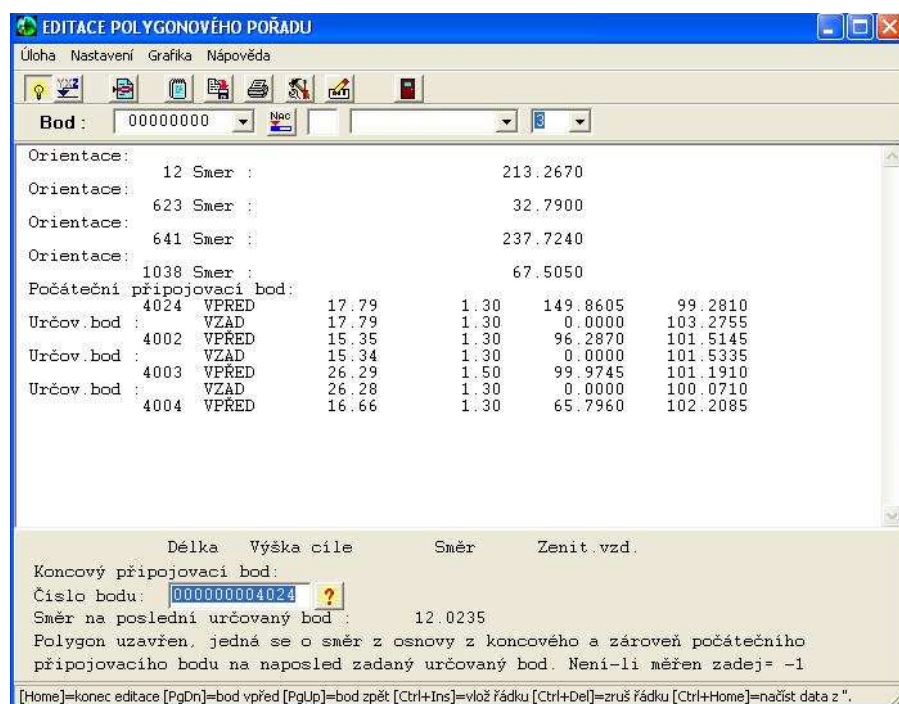 EDITACE POLYGONOVÉHO POŘADU
Úloha Nastavení Grafika Nápověda
Bod : 00000000 Nac 3
Orientace:
12 Smer : 213.2670
Orientace:
623 Smer : 32.7900
Orientace:
641 Smer : 237.7240
Orientace:
1038 Smer : 67.5050
Počáteční připojovací bod:
4024 VPRED 17.79 1.30 149.8605 99.2810
Určov.bod : VZAD 17.79 1.30 0.0000 103.2755
4002 VPŘED 15.35 1.30 96.2870 101.5145
Určov.bod : VZAD 15.34 1.30 0.0000 101.5335
4003 VPŘED 26.29 1.50 99.9745 101.1910
Určov.bod : VZAD 26.28 1.30 0.0000 100.0710
4004 VPŘED 16.66 1.30 65.7960 102.2085
Délka Výška cíle Směr Zenit.vzd.
Koncový připojovací bod:
Číslo bodu: 000000004024 ?
Směr na poslední určovaný bod : 12.0235
Polygon uzavřen, jedná se o směr z osnovy z koncového a zároveň počátečního
připojovacího bodu na naposled zadaný určovaný bod. Není-li měřen zadej= -1
[Home]=konec editace [PgDn]=bod vpřed [PgUp]=bod zpět [Ctrl+Ins]=vlož řádku [Ctrl+Del]=zruš řádku [Ctrl+Home]=načíst data z ".